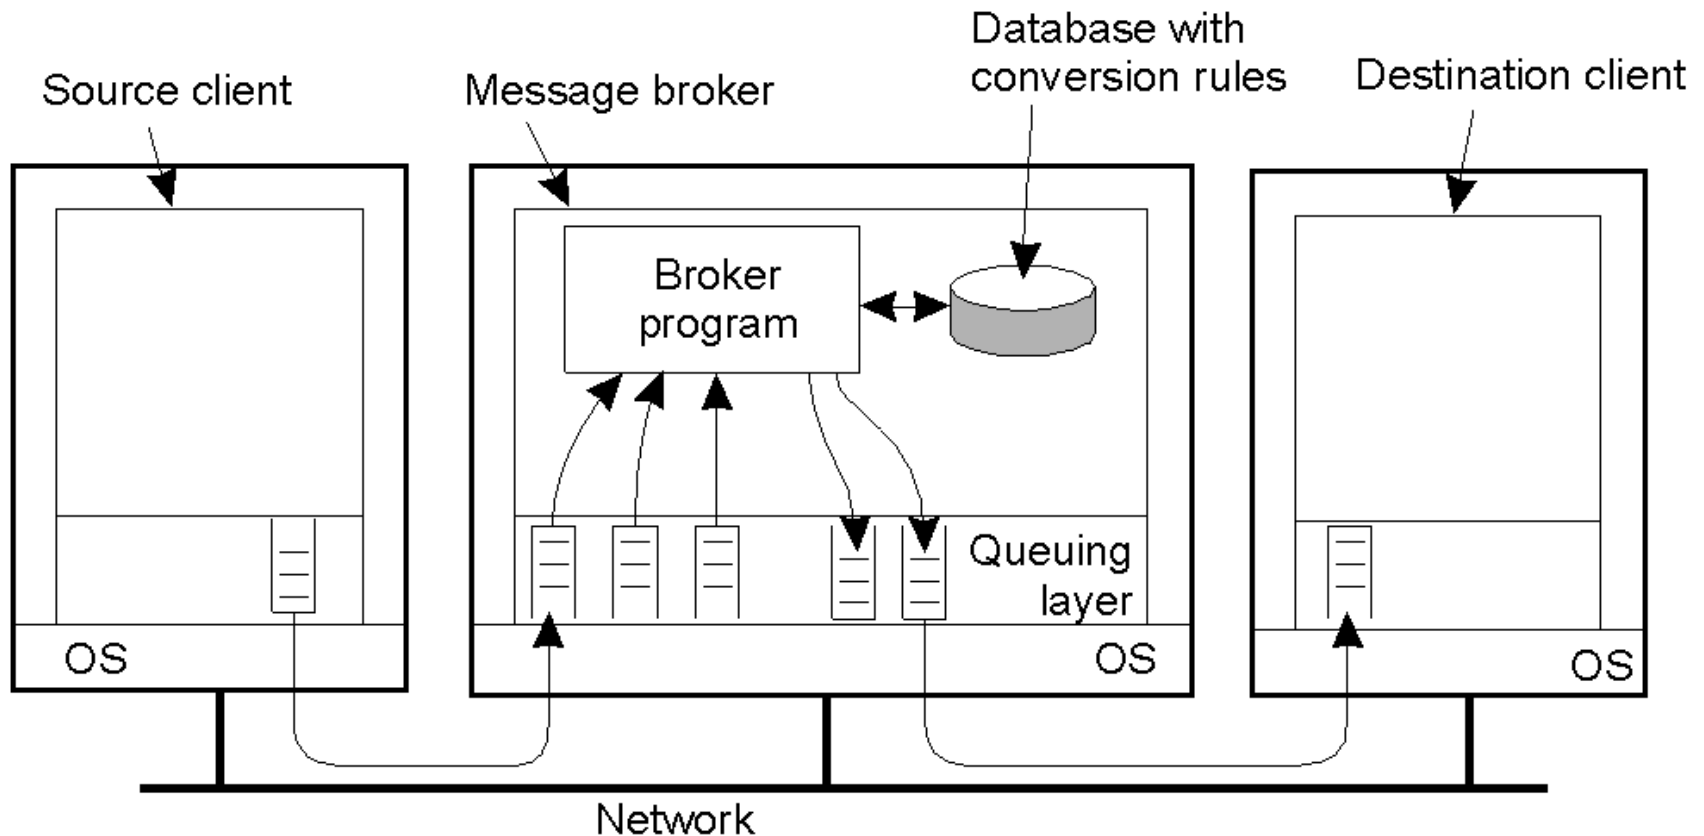 Source client
Message broker
Database with
conversion rules
Destination client
Broker
program
Queuing
layer
OS
OS
OS
Network